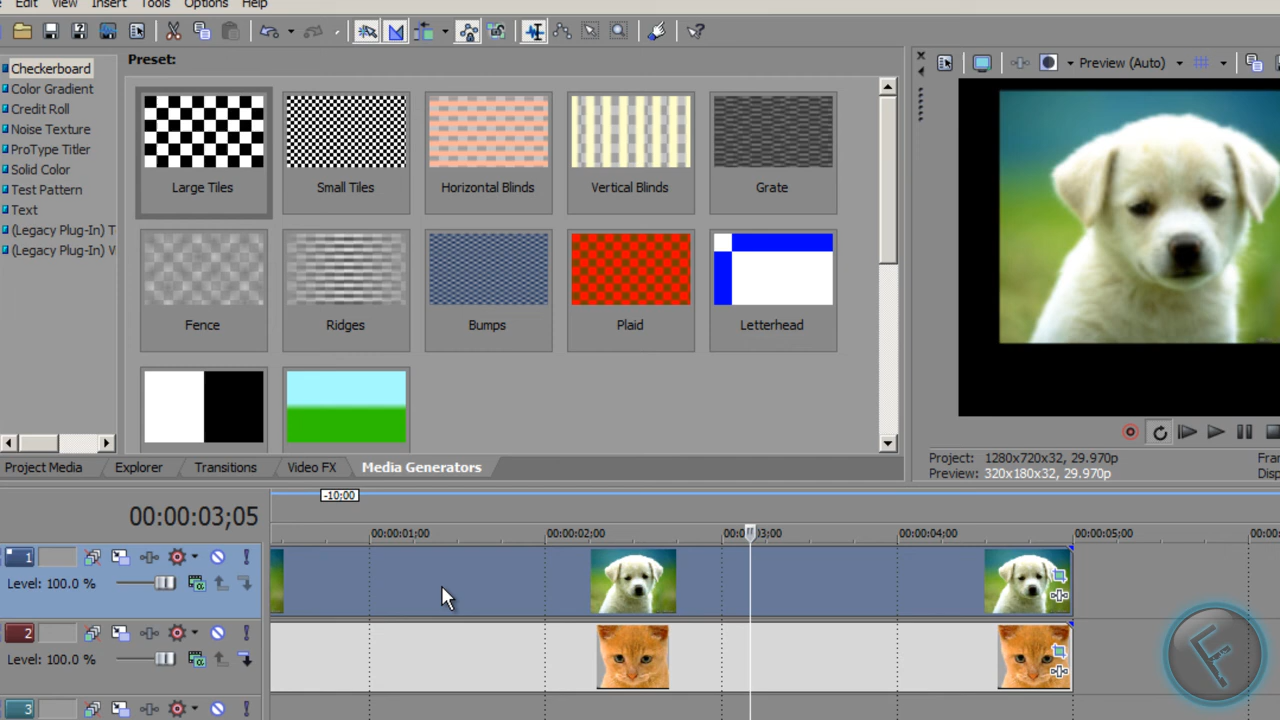 Edit View Insert Tools Options Help
Preset:
Preview (Auto)
Checkerboard
Color Gradient
Credit Roll
Noise Texture
ProType Titler
Solid Color
Test Pattern
Text
(Legacy Plug-In) T
(Legacy Plug-In)
Large Tiles
Small Tiles
Horizontal Blinds
Vertical Blinds
Grate
Fence
Ridges
Bumps
Plaid
Letterhead
Project Media
Explorer
Transitions
Video FX
Media Generators
Project: 1280x720x32, 29.970p
Preview: 320x180x32, 29.970p
Fra
Disp
-10;00
00:00:03;05
00:00:01;00
00:00:02;00
00:00:04;00
00:00:05;00
1
Level: 100.0 %
2
Level: 100.0 %
3